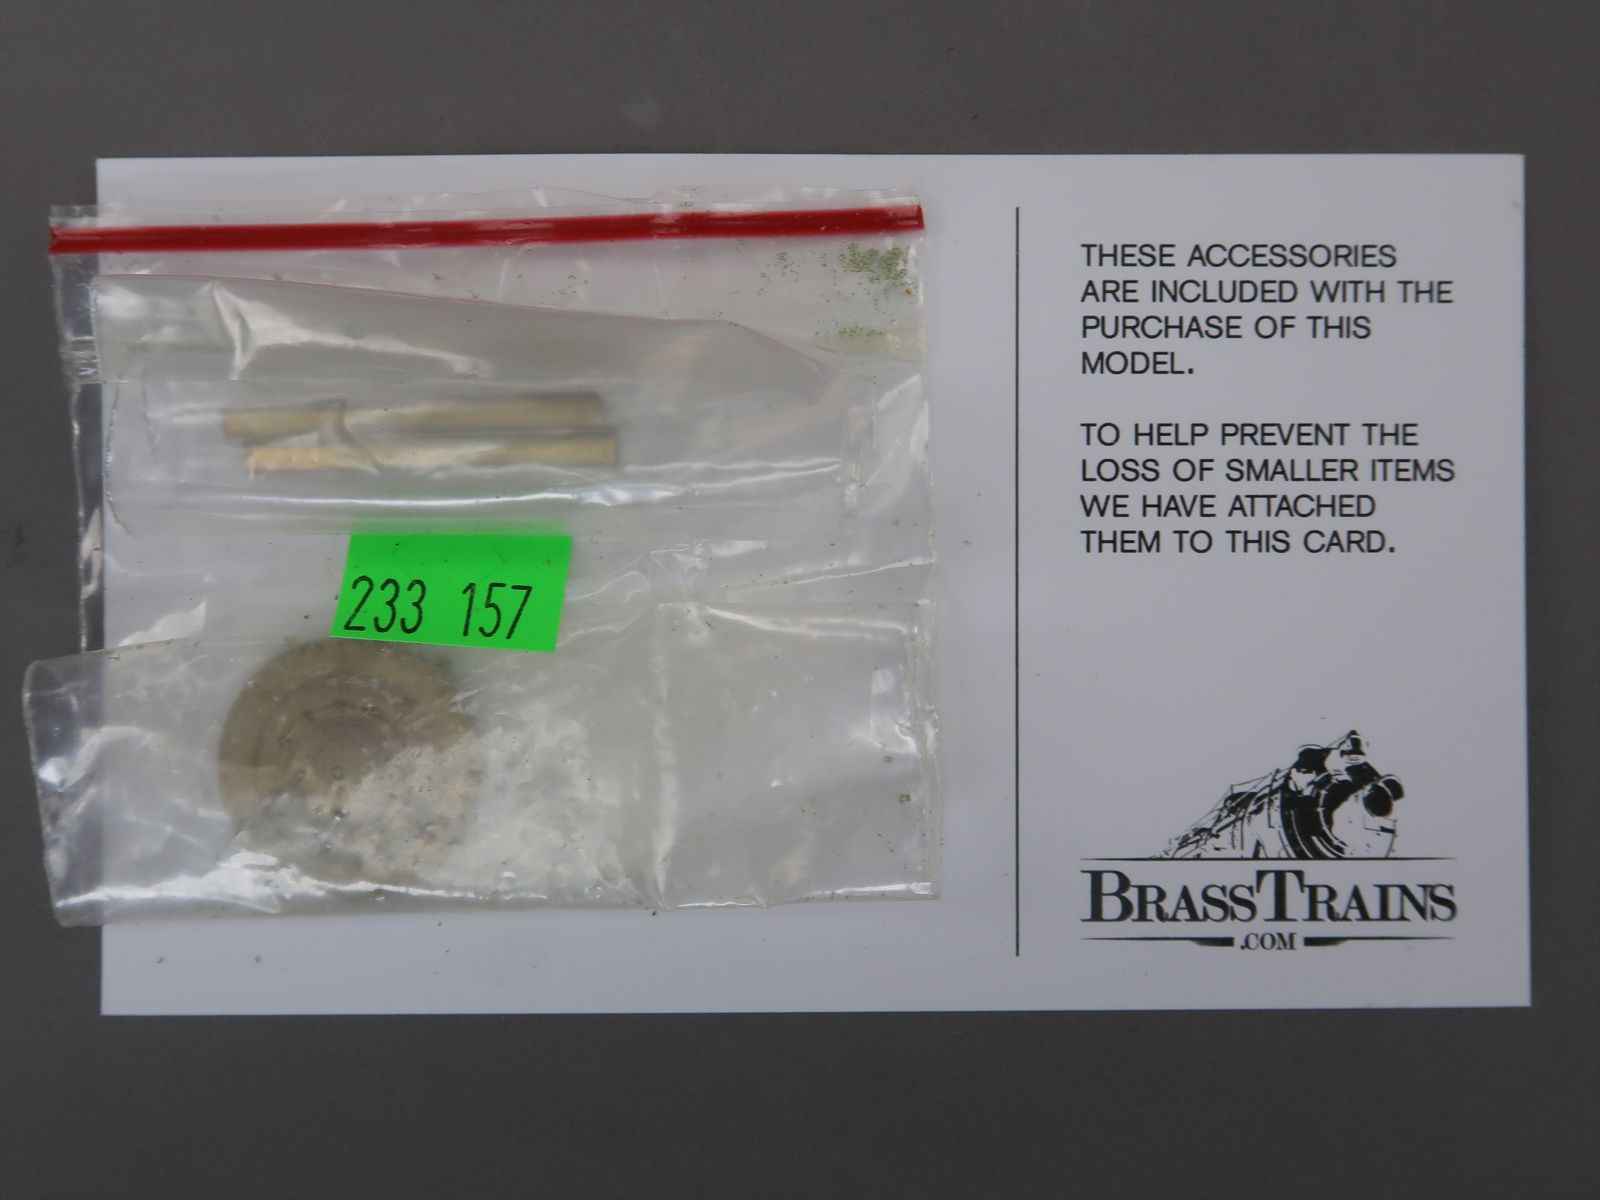 233 157
THESE ACCESSORIES
ARE INCLUDED WITH THE
PURCHASE OF THIS
MODEL.
TO HELP PREVENT THE
LOSS OF SMALLER ITEMS
WE HAVE ATTACHED
THEM TO THIS CARD.
BRASSTRAINS
.COM